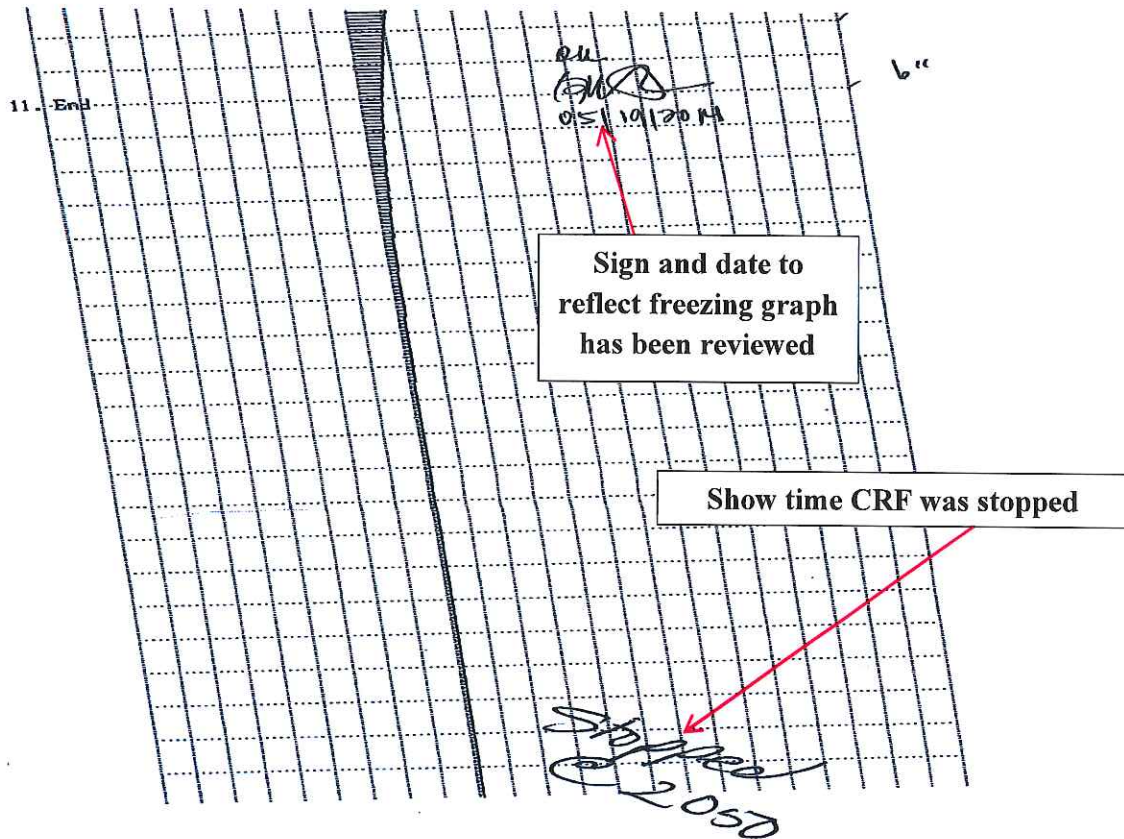 OK
6"
11. End
05/19/2014
Sign and date to
reflect freezing graph
has been reviewed
Show time CRF was stopped
Stopped
@
2050